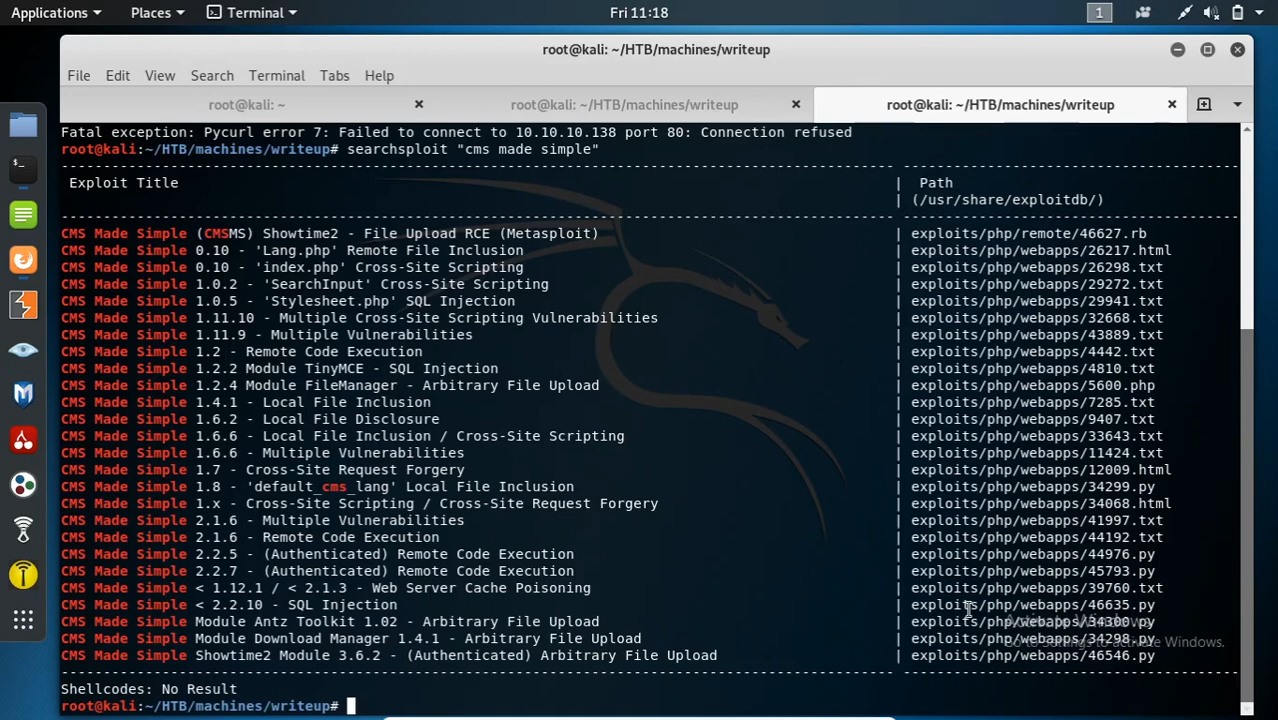 Applications Places Terminal Fri 11:18 1
root@kali: ~/HTB/machines/writeup
File Edit View Search Terminal Tabs Help
root@kali: ~ root@kali: ~/HTB/machines/writeup root@kali: ~/HTB/machines/writeup
Fatal exception: Pycurl error 7: Failed to connect to 10.10.10.138 port 80: Connection refused
root@kali:~/HTB/machines/writeup# searchsploit "cms made simple"
Exploit Title | Path
| (/usr/share/exploitdb/)
CMS Made Simple (CMSMS) Showtime2 - File Upload RCE (Metasploit) | exploits/php/remote/46627.rb
CMS Made Simple 0.10 - 'Lang.php' Remote File Inclusion | exploits/php/webapps/26217.html
CMS Made Simple 0.10 - 'index.php' Cross-Site Scripting | exploits/php/webapps/26298.txt
CMS Made Simple 1.0.2 - 'SearchInput' Cross-Site Scripting | exploits/php/webapps/29272.txt
CMS Made Simple 1.0.5 - 'Stylesheet.php' SQL Injection | exploits/php/webapps/29941.txt
CMS Made Simple 1.11.10 - Multiple Cross-Site Scripting Vulnerabilities | exploits/php/webapps/32668.txt
CMS Made Simple 1.11.9 - Multiple Vulnerabilities | exploits/php/webapps/43889.txt
CMS Made Simple 1.2 - Remote Code Execution | exploits/php/webapps/4442.txt
CMS Made Simple 1.2.2 Module TinyMCE - SQL Injection | exploits/php/webapps/4810.txt
CMS Made Simple 1.2.4 Module FileManager - Arbitrary File Upload | exploits/php/webapps/5600.php
CMS Made Simple 1.4.1 - Local File Inclusion | exploits/php/webapps/7285.txt
CMS Made Simple 1.6.2 - Local File Disclosure | exploits/php/webapps/9407.txt
CMS Made Simple 1.6.6 - Local File Inclusion / Cross-Site Scripting | exploits/php/webapps/33643.txt
CMS Made Simple 1.6.6 - Multiple Vulnerabilities | exploits/php/webapps/11424.txt
CMS Made Simple 1.7 - Cross-Site Request Forgery | exploits/php/webapps/12009.html
CMS Made Simple 1.8 - 'default_cms_lang' Local File Inclusion | exploits/php/webapps/34299.py
CMS Made Simple 1.x - Cross-Site Scripting / Cross-Site Request Forgery | exploits/php/webapps/34068.html
CMS Made Simple 2.1.6 - Multiple Vulnerabilities | exploits/php/webapps/41997.txt
CMS Made Simple 2.1.6 - Remote Code Execution | exploits/php/webapps/44192.txt
CMS Made Simple 2.2.5 - (Authenticated) Remote Code Execution | exploits/php/webapps/44976.py
CMS Made Simple 2.2.7 - (Authenticated) Remote Code Execution | exploits/php/webapps/45793.py
CMS Made Simple < 1.12.1 / < 2.1.3 - Web Server Cache Poisoning | exploits/php/webapps/39760.txt
CMS Made Simple < 2.2.10 - SQL Injection | exploits/php/webapps/46635.py
CMS Made Simple Module Antz Toolkit 1.02 - Arbitrary File Upload | exploits/php/webapps/34300.py
CMS Made Simple Module Download Manager 1.4.1 - Arbitrary File Upload | exploits/php/webapps/34298.py
CMS Made Simple Showtime2 Module 3.6.2 - (Authenticated) Arbitrary File Upload | exploits/php/webapps/46546.py
Activate Windows
Go to Settings to activate Windows.
Shellcodes: No Result
root@kali:~/HTB/machines/writeup#